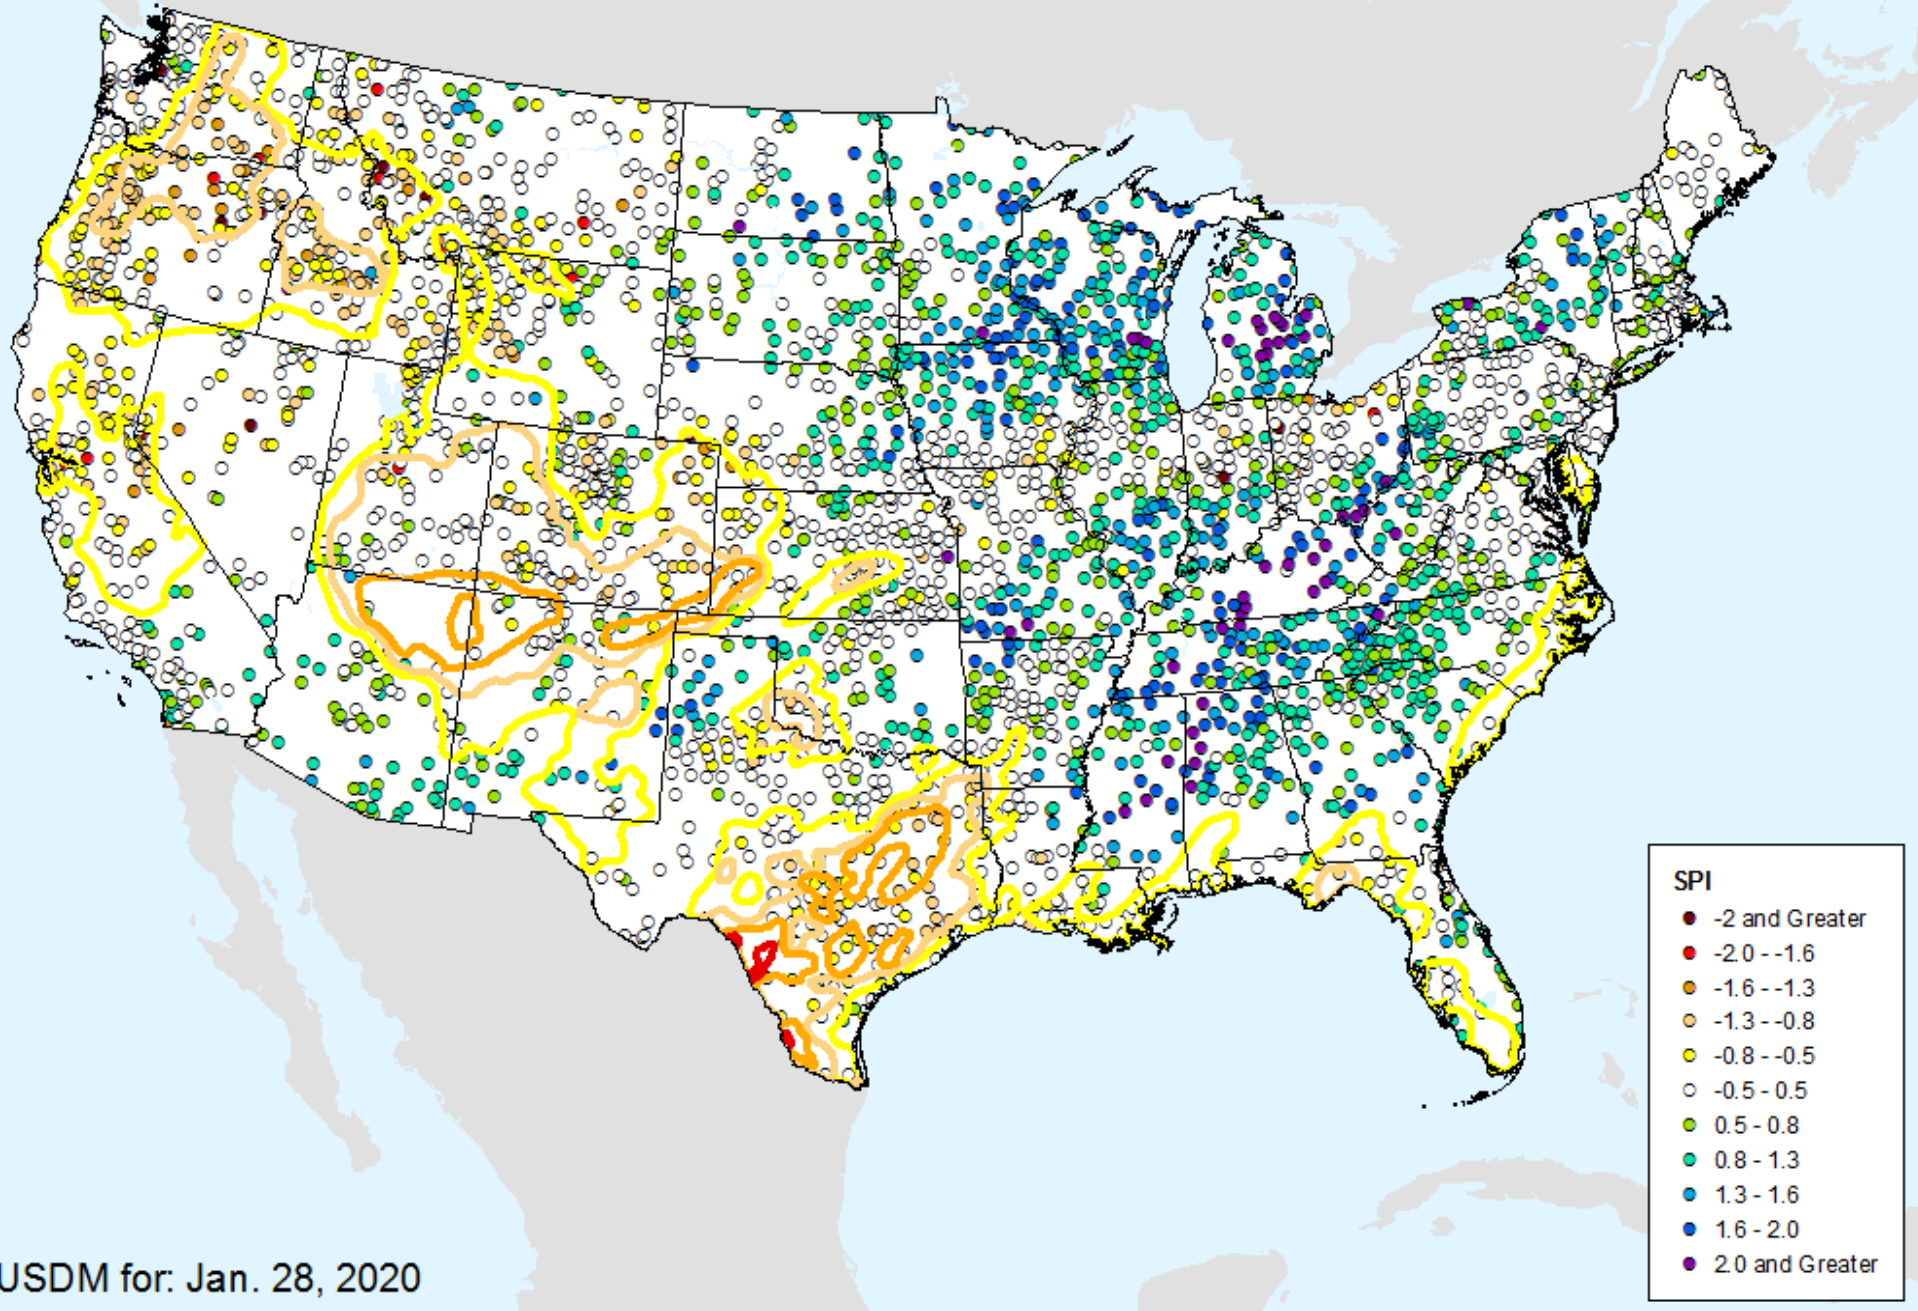 SPI
-2 and Greater
-2.0 - -1.6
-1.6 - -1.3
-1.3 - -0.8
-0.8 - -0.5
-0.5 - 0.5
0.5 - 0.8
0.8 - 1.3
1.3 - 1.6
1.6 - 2.0
2.0 and Greater
USDM for: Jan. 28, 2020